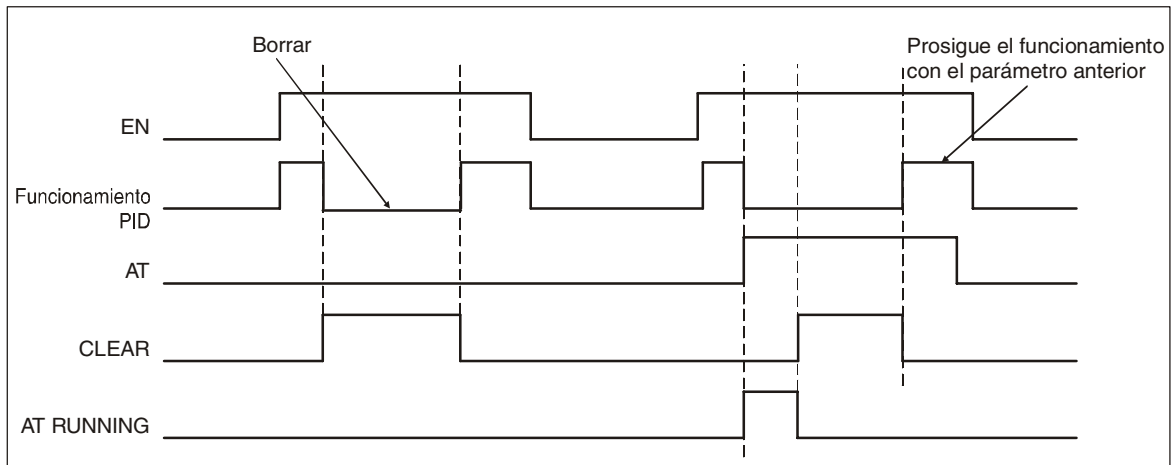 Borrar
Prosigue el funcionamiento
con el parámetro anterior
EN
Funcionamiento
PID
AT
CLEAR
AT RUNNING